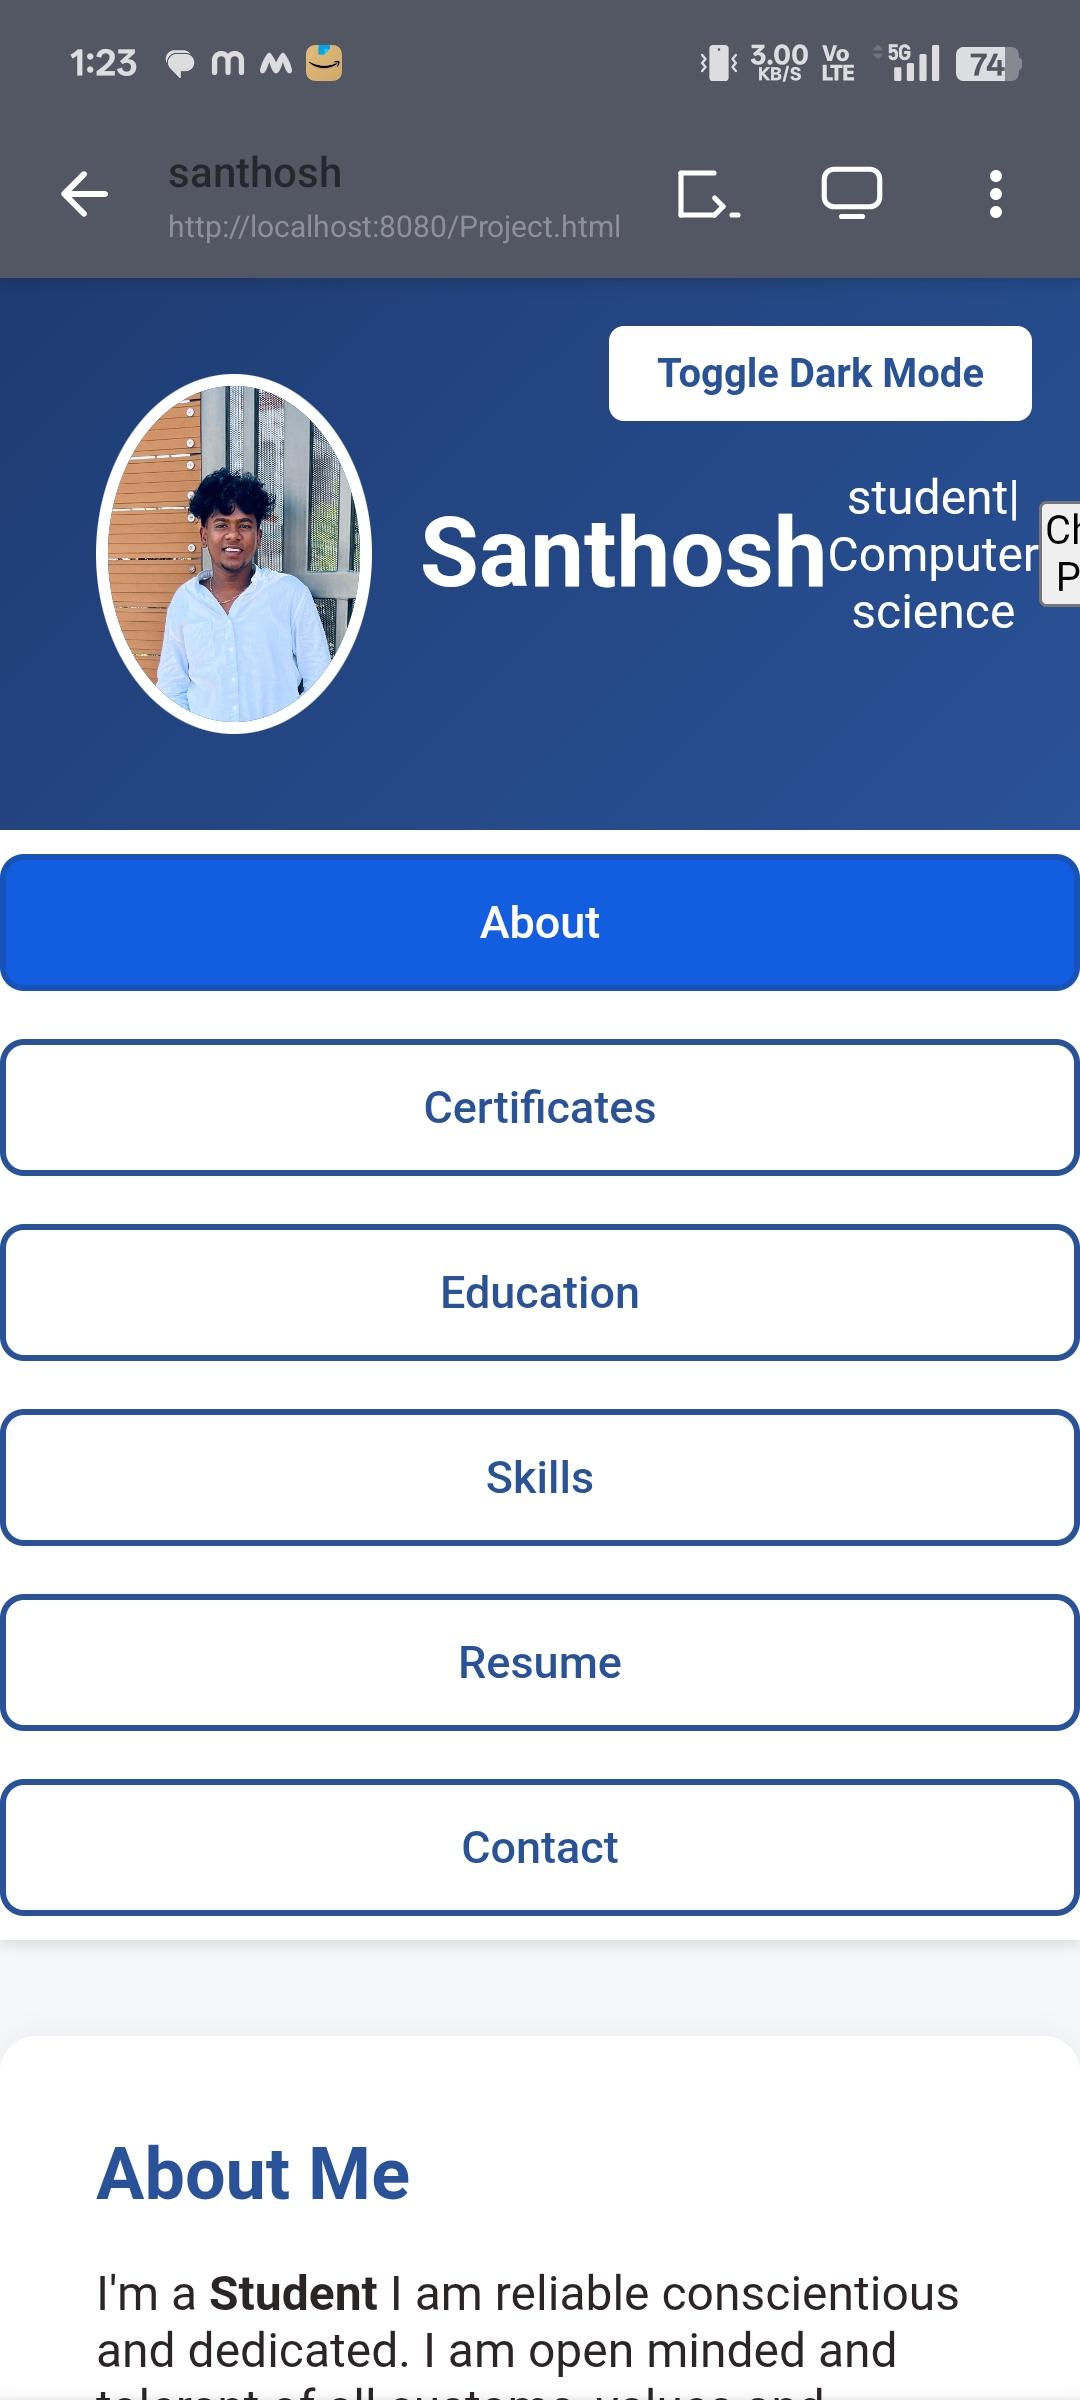 1:23
3.00
KB/S
Vo
LTE
5G
74
santhosh
http://localhost:8080/Project.html
Toggle Dark Mode
Santhosh
student|
Computer
science
Ch
P
About
Certificates
Education
Skills
Resume
Contact
About Me
I'm a Student I am reliable conscientious
and dedicated. I am open minded and